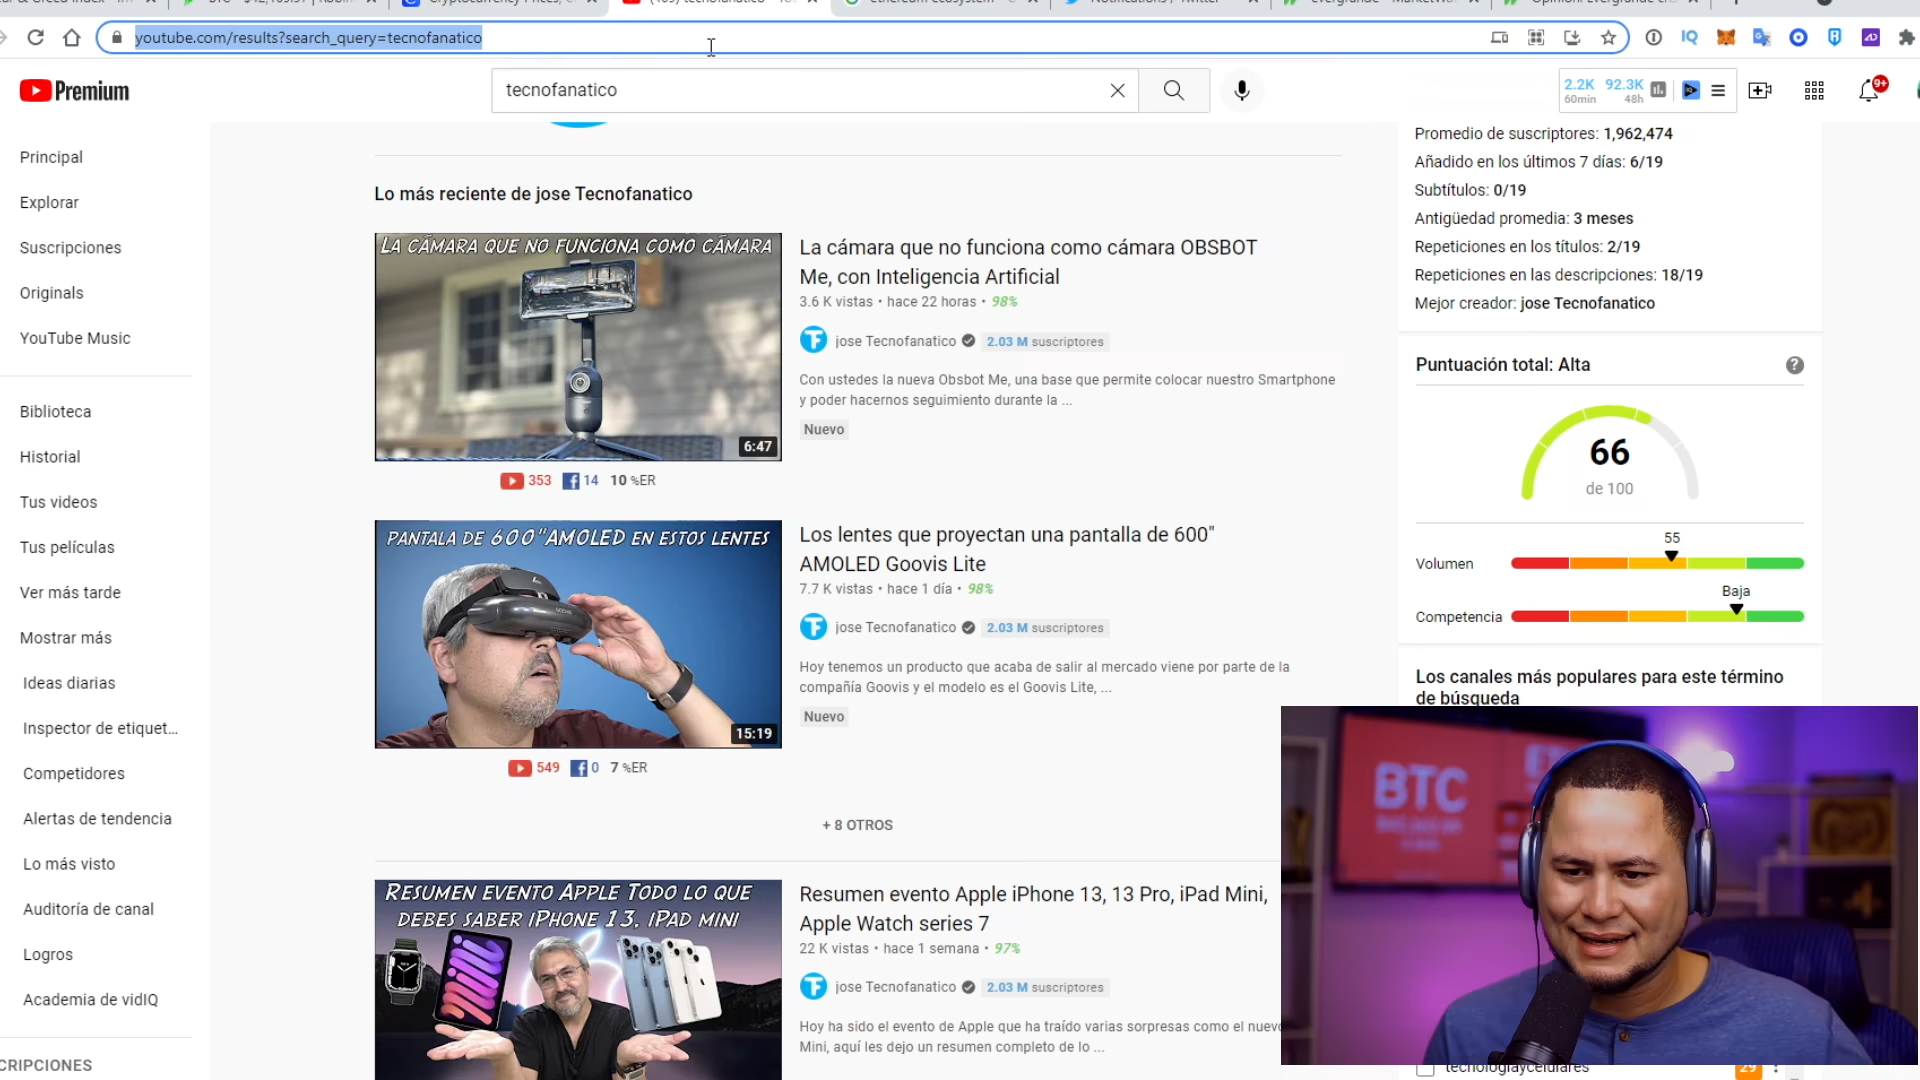 youtube.com/results?search_query=tecnofanatico
Premium
tecnofanatico
2.2K 92.3K
60min 48h
9+
Principal
Explorar
Suscripciones
Originals
YouTube Music
Biblioteca
Historial
Tus videos
Tus películas
Ver más tarde
Mostrar más
Ideas diarias
Inspector de etiquet...
Competidores
Alertas de tendencia
Lo más visto
Auditoría de canal
Logros
Academia de vidIQ
CRIPCIONES
Lo más reciente de jose Tecnofanatico
LA CÁMARA QUE NO FUNCIONA COMO CÁMARA
6:47
353 14 10 %ER
La cámara que no funciona como cámara OBSBOT
Me, con Inteligencia Artificial
3.6 K vistas • hace 22 horas • 98%
jose Tecnofanatico 2.03 M suscriptores
Con ustedes la nueva Obsbot Me, una base que permite colocar nuestro Smartphone
y poder hacernos seguimiento durante la ...
Nuevo
PANTALA DE 600"AMOLED EN ESTOS LENTES
15:19
549 0 7 %ER
Los lentes que proyectan una pantalla de 600"
AMOLED Goovis Lite
7.7 K vistas • hace 1 día • 98%
jose Tecnofanatico 2.03 M suscriptores
Hoy tenemos un producto que acaba de salir al mercado viene por parte de la
compañía Goovis y el modelo es el Goovis Lite, ...
Nuevo
+ 8 OTROS
RESUMEN EVENTO APPLE TODO LO QUE
DEBES SABER IPHONE 13, IPAD MINI
Resumen evento Apple iPhone 13, 13 Pro, iPad Mini,
Apple Watch series 7
22 K vistas • hace 1 semana • 97%
jose Tecnofanatico 2.03 M suscriptores
Hoy ha sido el evento de Apple que ha traído varias sorpresas como el nuevo
Mini, aquí les dejo un resumen completo de lo ...
Promedio de suscriptores: 1,962,474
Añadido en los últimos 7 días: 6/19
Subtítulos: 0/19
Antigüedad promedia: 3 meses
Repeticiones en los títulos: 2/19
Repeticiones en las descripciones: 18/19
Mejor creador: jose Tecnofanatico
Puntuación total: Alta
66
de 100
55
Volumen
Baja
Competencia
Los canales más populares para este término
de búsqueda
BTC
tecnologiaycelulares
29